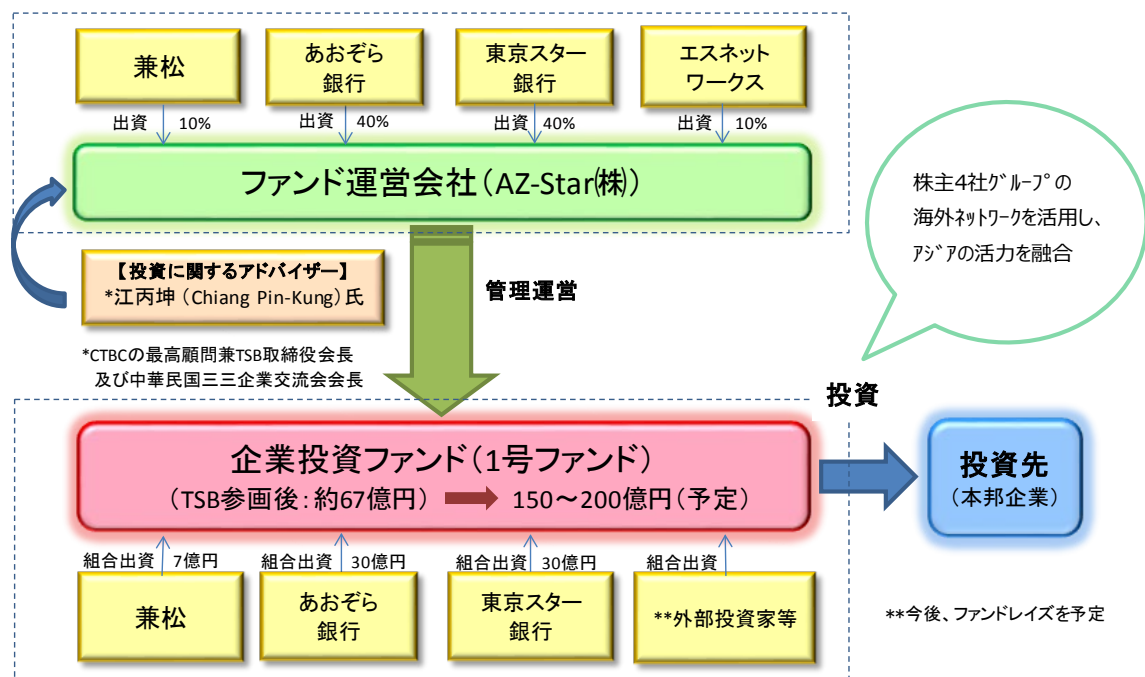 兼松
あおぞら
銀行
東京スター
銀行
エスネット
ワークス
出資 10%
出資 40%
出資 40%
出資 10%
ファンド運営会社(AZ-Star㈱)
株主4社ｸﾞﾙｰﾌﾟの
海外ﾈｯﾄﾜｰｸを活用し、
ｱｼﾞｱの活力を融合
【投資に関するアドバイザー】
*江丙坤(Chiang Pin-Kung)氏
管理運営
*CTBCの最高顧問兼TSB取締役会長
及び中華民国三三企業交流会会長
投資
企業投資ファンド(1号ファンド)
(TSB参画後:約67億円) 150～200億円(予定)
投資先
(本邦企業)
組合出資 7億円
組合出資 30億円
組合出資 30億円
組合出資
兼松
あおぞら
銀行
東京スター
銀行
**外部投資家等
**今後、ファンドレイズを予定